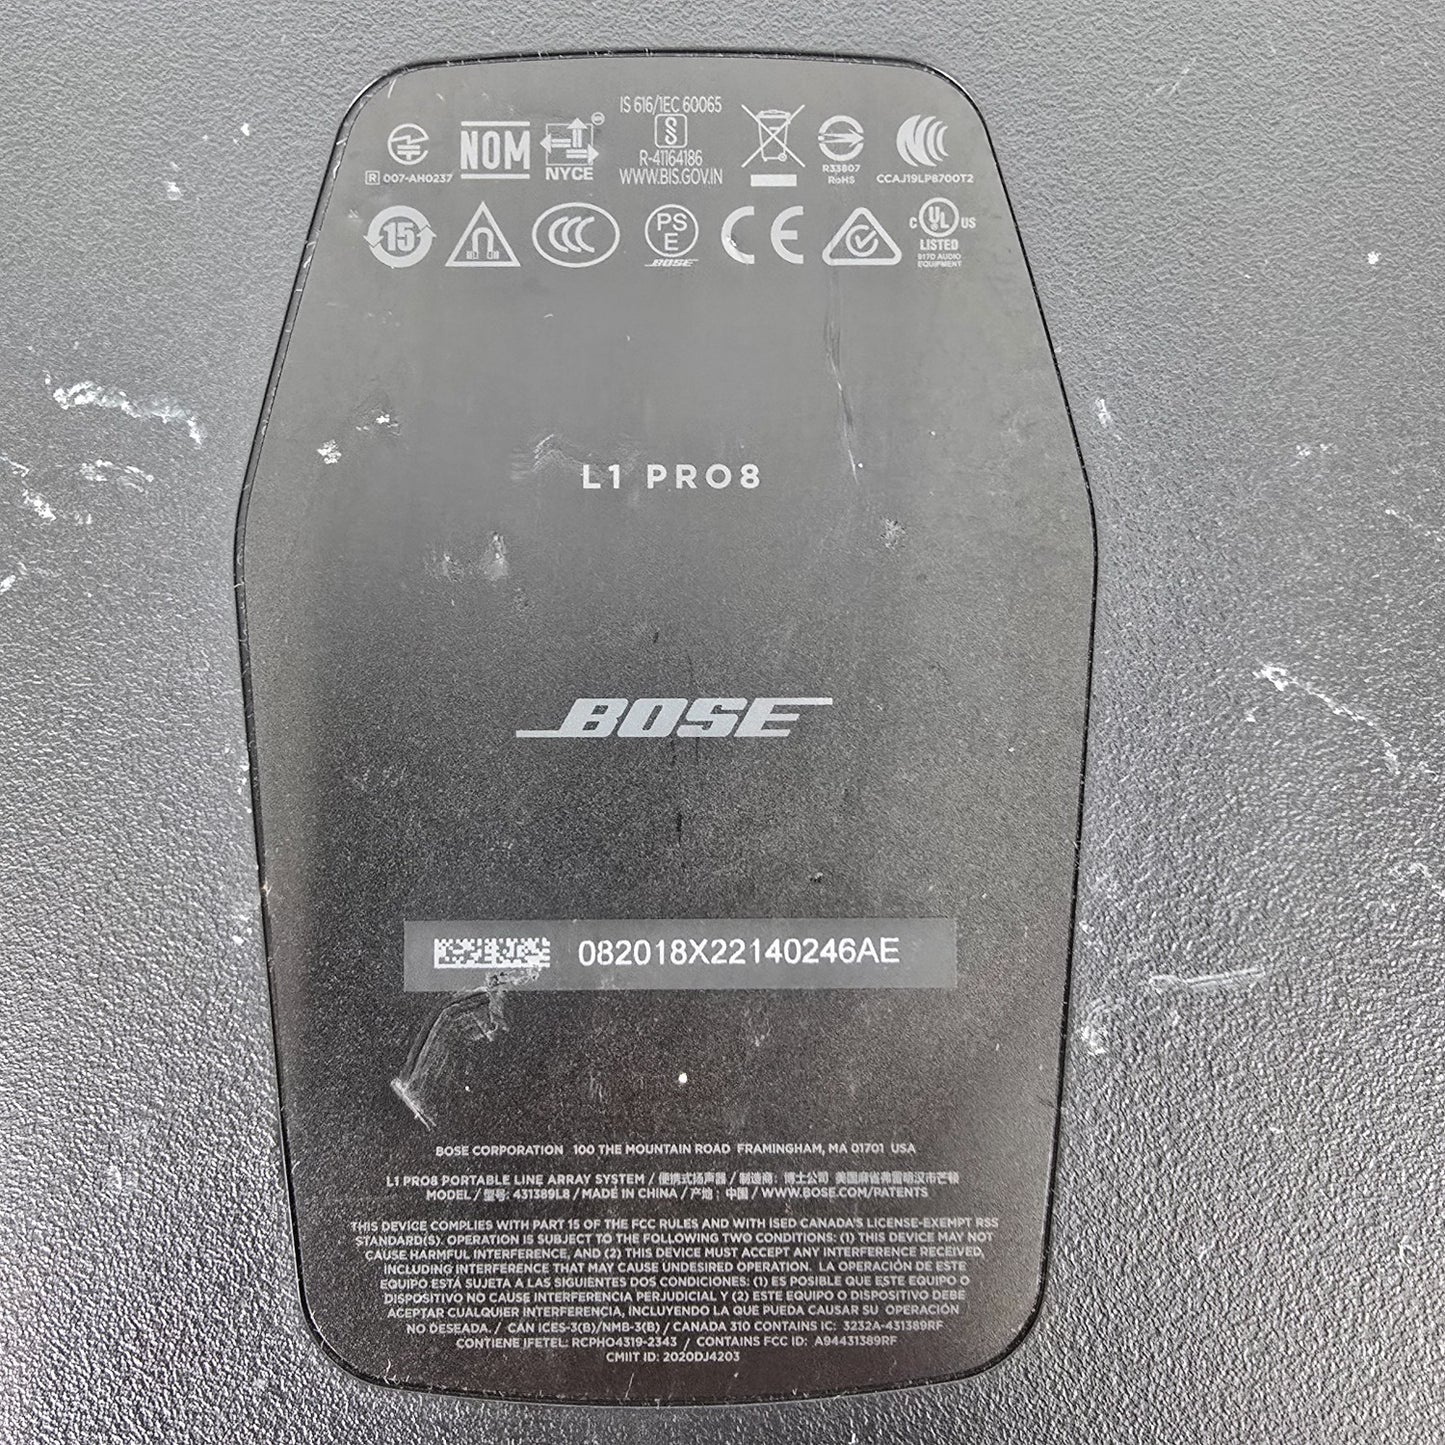 IS 616/IEC 60065
R-41164186
WWW.BIS.GOV.IN
R 007-AH0237
NOM
NYCE
R33807
RoHS
CCAJ19LP8700T2
15
CCC
PS
E
BOSE
CE
C UL US
LISTED
917D AUDIO
EQUIPMENT
L1 PRO8
BOSE
082018X22140246AE
BOSE CORPORATION 100 THE MOUNTAIN ROAD FRAMINGHAM, MA 01701 USA
L1 PRO8 PORTABLE LINE ARRAY SYSTEM / 便携式扬声器 / 制造商: 博士公司 美国麻省弗雷明汉市芒顿
MODEL / 型号: 431389L8 / MADE IN CHINA / 产地: 中国 / WWW.BOSE.COM/PATENTS
THIS DEVICE COMPLIES WITH PART 15 OF THE FCC RULES AND WITH ISED CANADA'S LICENSE-EXEMPT RSS
STANDARD(S). OPERATION IS SUBJECT TO THE FOLLOWING TWO CONDITIONS: (1) THIS DEVICE MAY NOT
CAUSE HARMFUL INTERFERENCE, AND (2) THIS DEVICE MUST ACCEPT ANY INTERFERENCE RECEIVED,
INCLUDING INTERFERENCE THAT MAY CAUSE UNDESIRED OPERATION. LA OPERACIÓN DE ESTE
EQUIPO ESTÁ SUJETA A LAS SIGUIENTES DOS CONDICIONES: (1) ES POSIBLE QUE ESTE EQUIPO O
DISPOSITIVO NO CAUSE INTERFERENCIA PERJUDICIAL Y (2) ESTE EQUIPO O DISPOSITIVO DEBE
ACEPTAR CUALQUIER INTERFERENCIA, INCLUYENDO LA QUE PUEDA CAUSAR SU OPERACIÓN
NO DESEADA. / CAN ICES-3(B)/NMB-3(B) / CANADA 310 CONTAINS IC: 3232A-431389RF
CONTIENE IFETEL: RCPHO4319-2343 / CONTAINS FCC ID: A94431389RF
CMIIT ID: 2020DJ4203